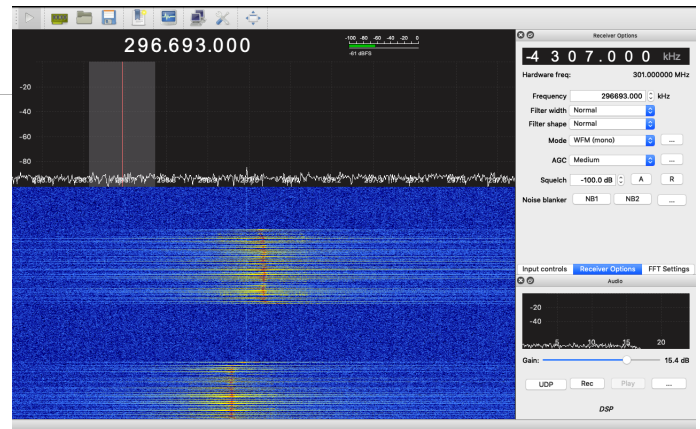 296.693.000
-100 -80 -60 -40 -20 0
-61 dBFS
-20
-40
-60
-80
Receiver Options
-4 307.000 kHz
Hardware freq: 301.000000 MHz
Frequency 296693.000 kHz
Filter width Normal
Filter shape Normal
Mode WFM (mono) ...
AGC Medium ...
Squelch -100.0 dB A R
Noise blanker NB1 NB2 ...
Input controls Receiver Options FFT Settings
Audio
-20
-40
5 10 15 20
Gain: 15.4 dB
UDP Rec Play ...
DSP